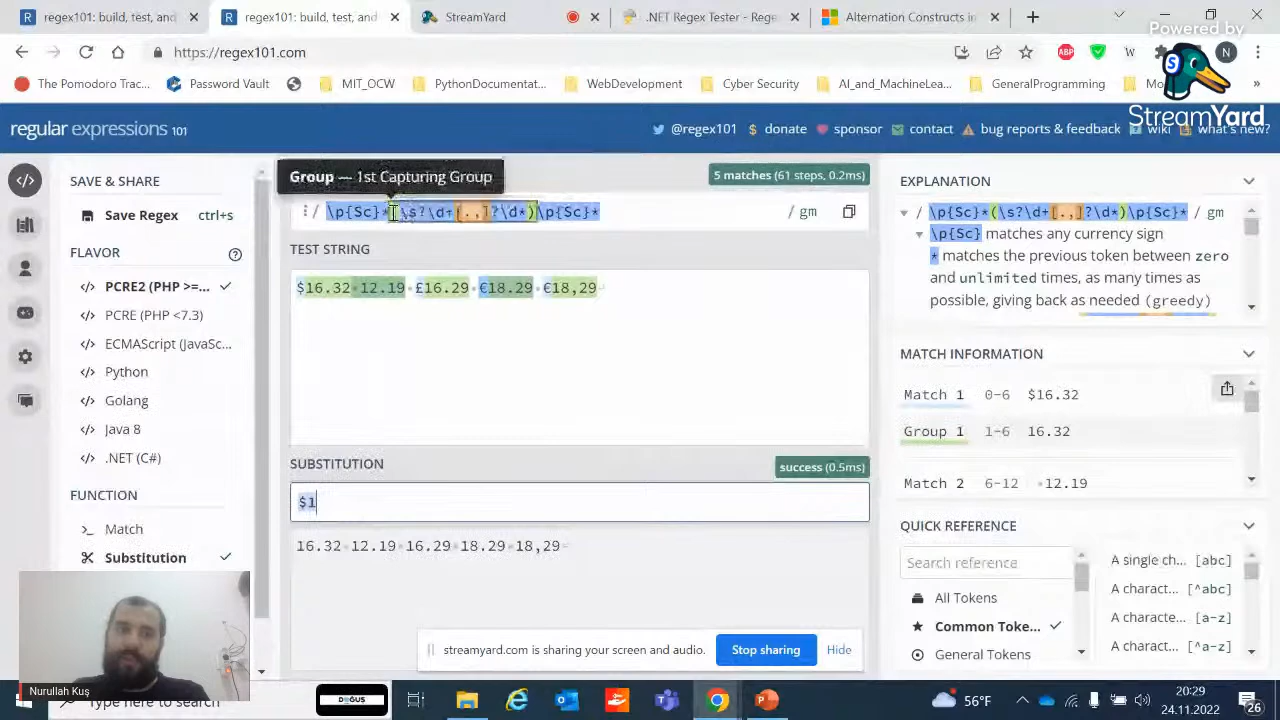 regex101: build, test, and
regex101: build, test, and
StreamYard
.NET Regex Tester - Rege
Alternation Constructs in
Powered by
https://regex101.com
ABP
W
N
The Pomodoro Trac...
Password Vault
MIT_OCW
PythonDocumentat...
WebDevelopment
Cyber Security
AI_and_MachineLear...
GeneralProgramming
StreamYard
regular expressions 101
@regex101
donate
sponsor
contact
bug reports & feedback
wiki
what's new?
SAVE & SHARE
Save Regex ctrl+s
FLAVOR
PCRE2 (PHP >=...
PCRE (PHP <7.3)
ECMAScript (JavaSc...
Python
Golang
Java 8
.NET (C#)
FUNCTION
Match
Substitution
Group — 1st Capturing Group
5 matches (61 steps, 0.2ms)
/ \p{Sc}*(\s?\d+[.,]?\d*)\p{Sc}* / gm
TEST STRING
$16.32·12.19·£16.29·€18.29·€18,29
SUBSTITUTION
success (0.5ms)
$1
16.32·12.19·16.29·18.29·18,29
EXPLANATION
/ \p{Sc}*(\s?\d+[.,]?\d*)\p{Sc}* / gm
\p{Sc} matches any currency sign
* matches the previous token between zero
and unlimited times, as many times as
possible, giving back as needed (greedy)
MATCH INFORMATION
Match 1 0-6 $16.32
Group 1 1-6 16.32
Match 2 6-12 ·12.19
QUICK REFERENCE
Search reference
All Tokens
Common Toke...
General Tokens
A single ch... [abc]
A charact... [^abc]
A characte... [a-z]
A charact... [^a-z]
streamyard.com is sharing your screen and audio.
Stop sharing
Hide
Nurullah Kuş
Type here to search
DOĞUŞ
56°F
20:29
24.11.2022
26